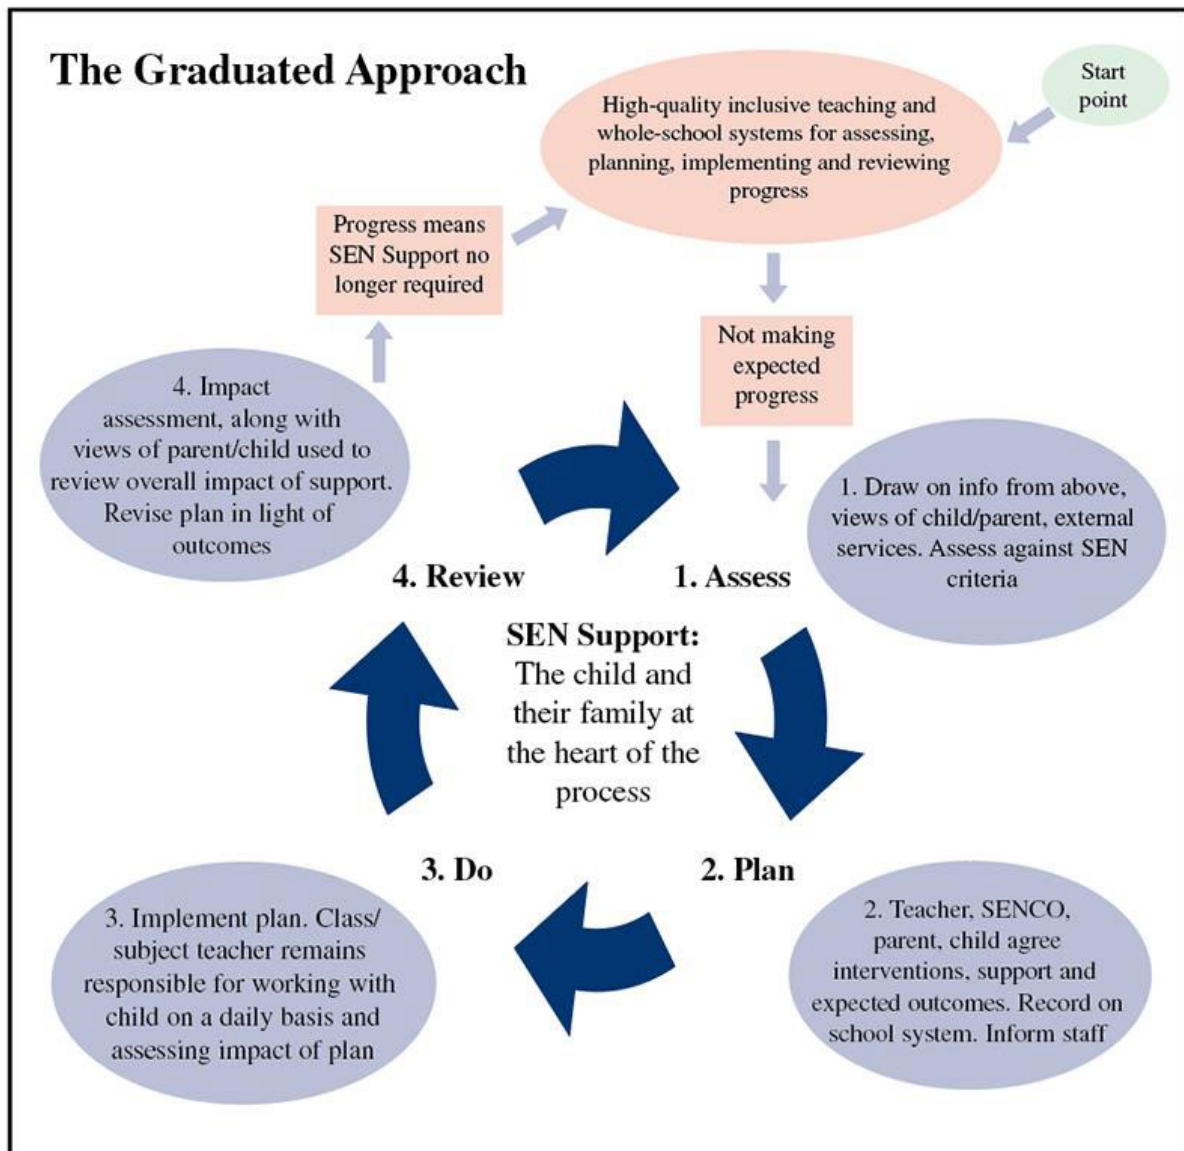 The Graduated Approach
Start
point
High-quality inclusive teaching and
whole-school systems for assessing,
planning, implementing and reviewing
progress
Progress means
SEN Support no
longer required
Not making
expected
progress
4. Impact
assessment, along with
views of parent/child used to
review overall impact of support.
Revise plan in light of
outcomes
1. Draw on info from above,
views of child/parent, external
services. Assess against SEN
criteria
4. Review
1. Assess
SEN Support:
The child and
their family at
the heart of the
process
3. Do
2. Plan
3. Implement plan. Class/
subject teacher remains
responsible for working with
child on a daily basis and
assessing impact of plan
2. Teacher, SENCO,
parent, child agree
interventions, support and
expected outcomes. Record on
school system. Inform staff